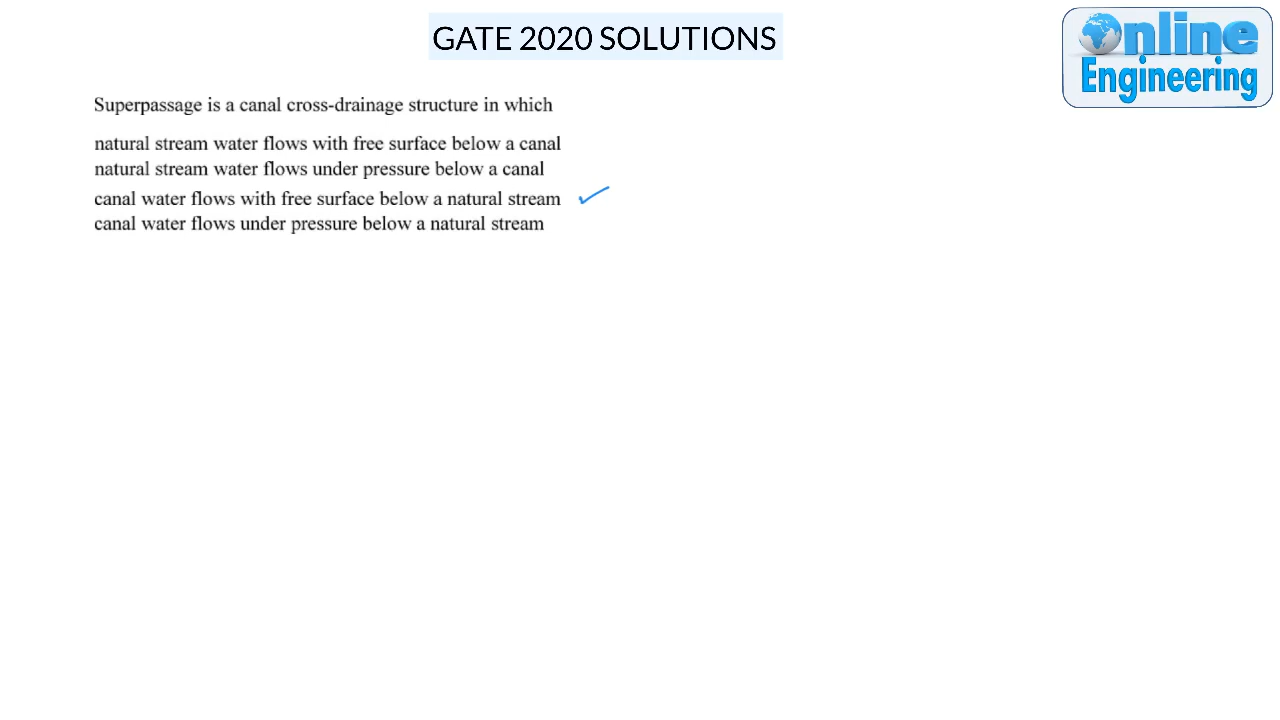 GATE 2020 SOLUTIONS
Online
Engineering
Superpassage is a canal cross-drainage structure in which
natural stream water flows with free surface below a canal
natural stream water flows under pressure below a canal
canal water flows with free surface below a natural stream
canal water flows under pressure below a natural stream